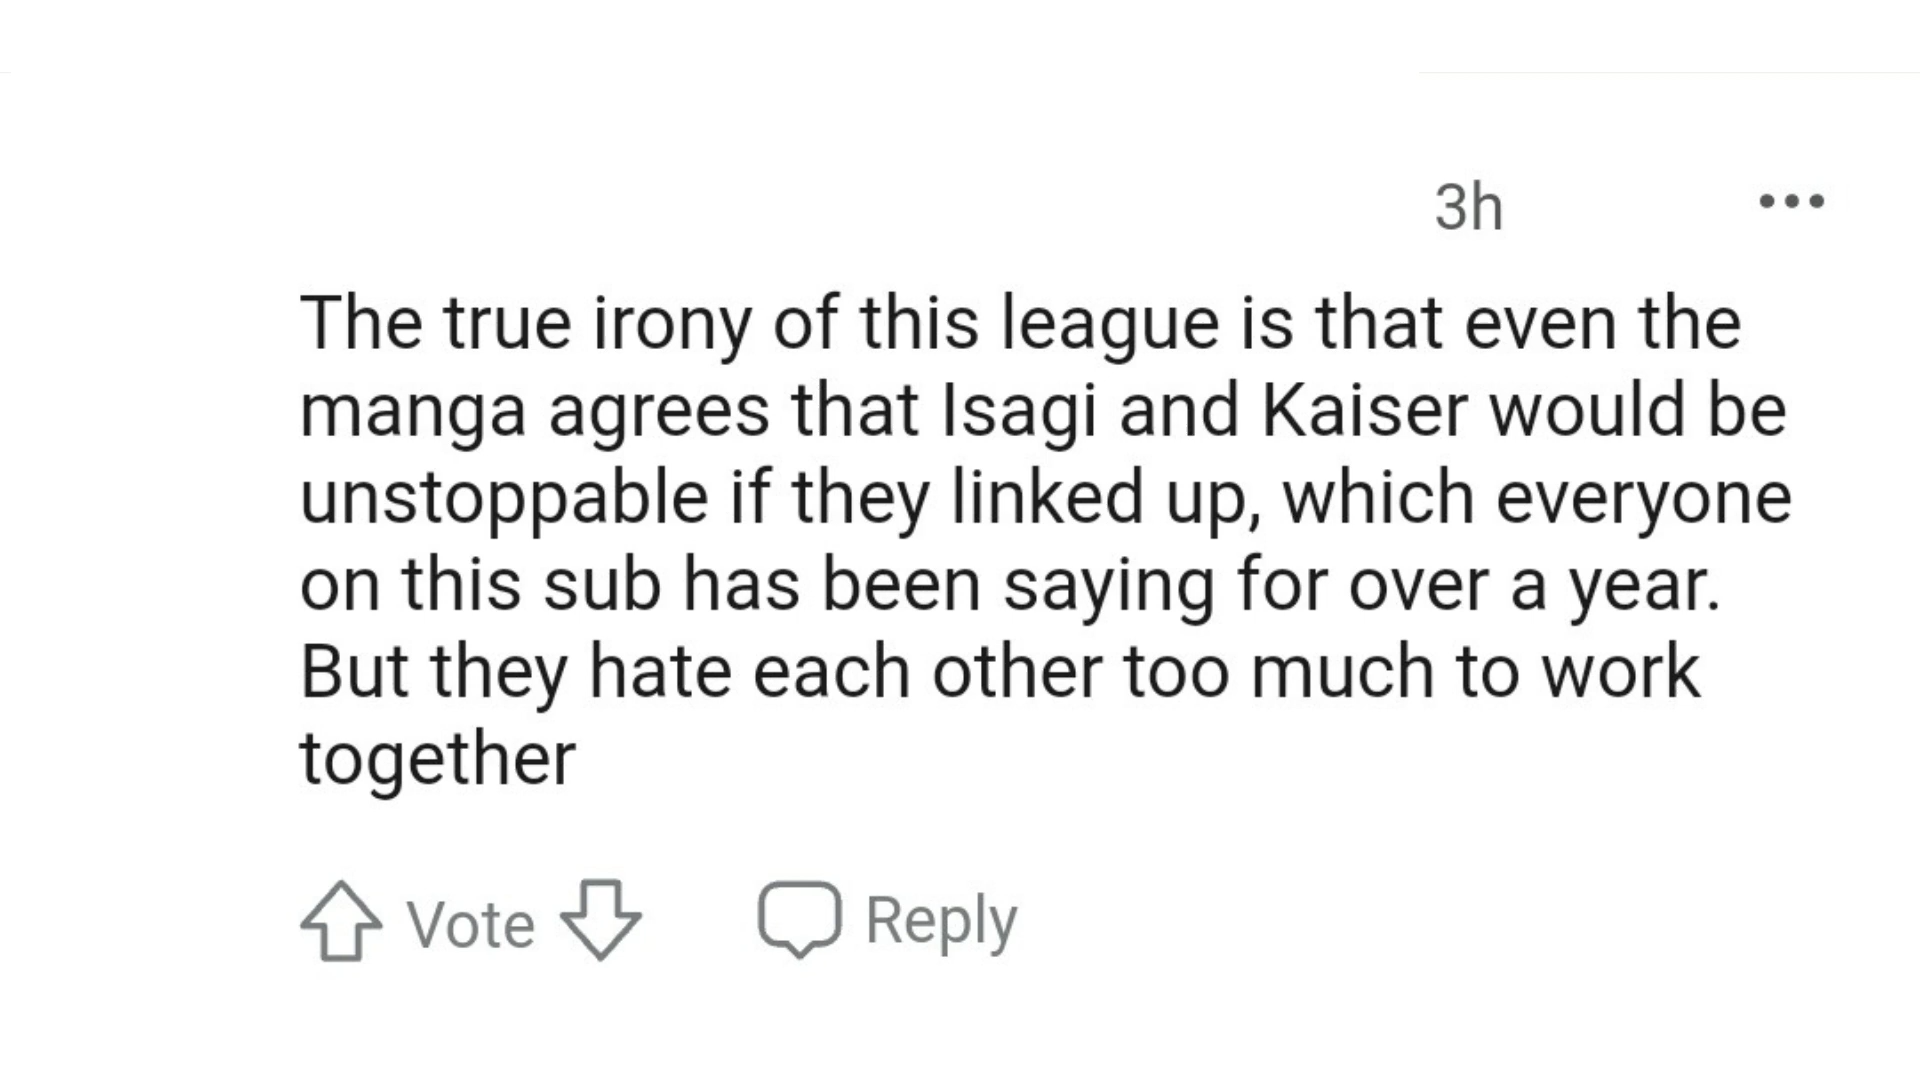 3h
The true irony of this league is that even the
manga agrees that Isagi and Kaiser would be
unstoppable if they linked up, which everyone
on this sub has been saying for over a year.
But they hate each other too much to work
together
Vote Reply